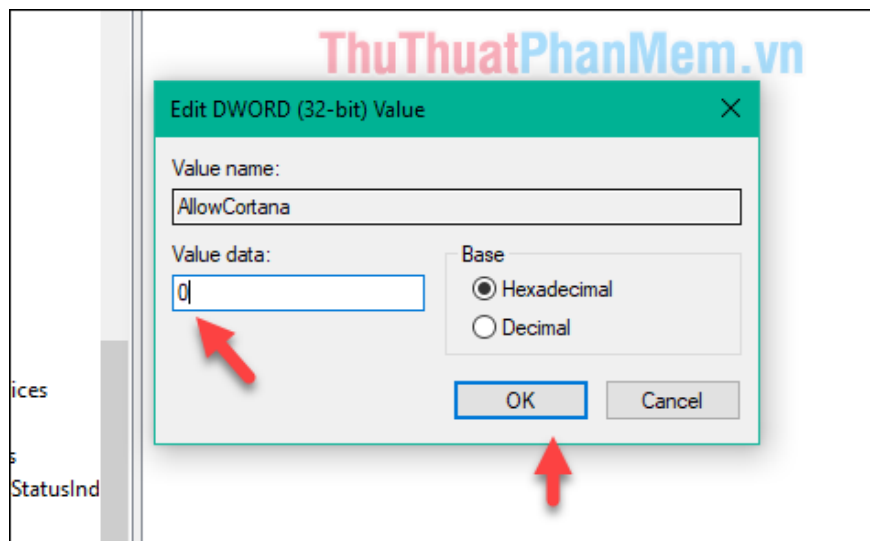 ThuThuatPhanMem.vn
Edit DWORD (32-bit) Value
Value name:
AllowCortana
Value data:
0
Base
Hexadecimal
Decimal
OK
Cancel
ices
s
StatusInd